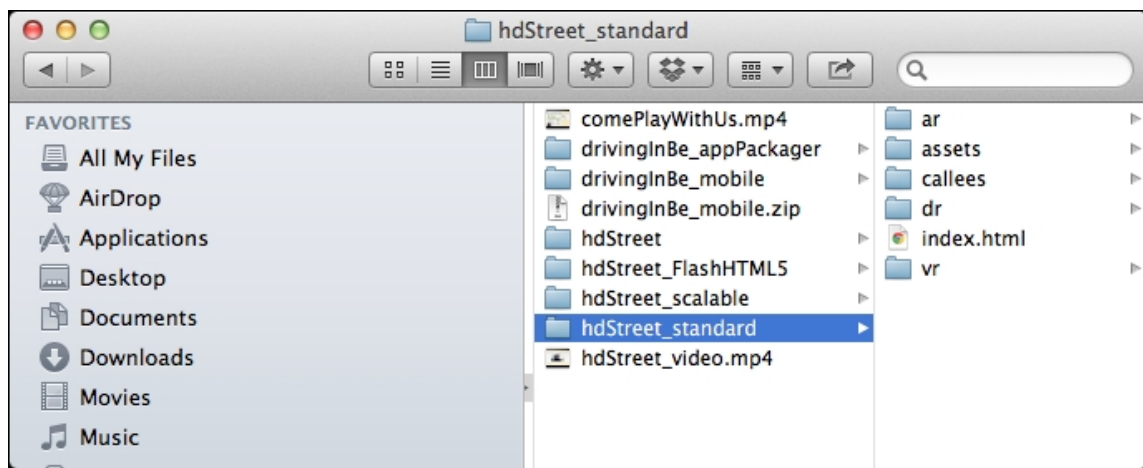 hdStreet_standard
FAVORITES
All My Files
AirDrop
Applications
Desktop
Documents
Downloads
Movies
Music
comePlayWithUs.mp4
drivingInBe_appPackager
drivingInBe_mobile
drivingInBe_mobile.zip
hdStreet
hdStreet_FlashHTML5
hdStreet_scalable
hdStreet_standard
hdStreet_video.mp4
ar
assets
callees
dr
index.html
vr